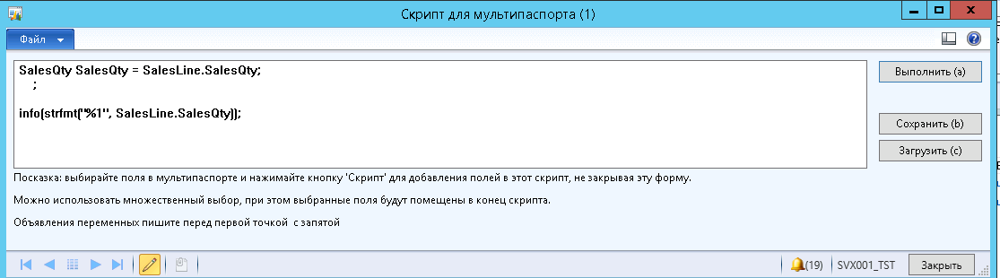 Скрипт для мультипаспорта (1)
Файл
SalesQty SalesQty = SalesLine.SalesQty;
;
info(strfmt("%1", SalesLine.SalesQty));
Выполнить (a)
Сохранить (b)
Загрузить (c)
Посказка: выбирайте поля в мультипаспорте и нажимайте кнопку 'Скрипт' для добавления полей в этот скрипт, не закрывая эту форму.
Можно использовать множественный выбор, при этом выбранные поля будут помещены в конец скрипта.
Объявления переменных пишите перед первой точкой с запятой
(19)
SVX001_TST
Закрыть